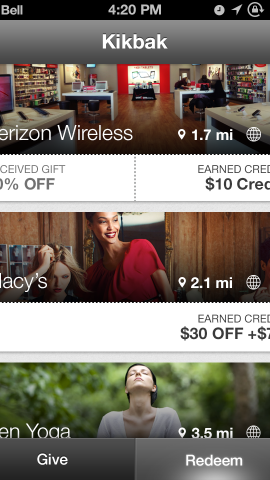 Bell 4:20 PM
Kikbak
erizon Wireless 1.7 mi
CEIVED GIFT EARNED CRED
0% OFF $10 Cred
lacy's 2.1 mi
EARNED CRED
$30 OFF +$7
en Yoga 3.5 mi
Give Redeem